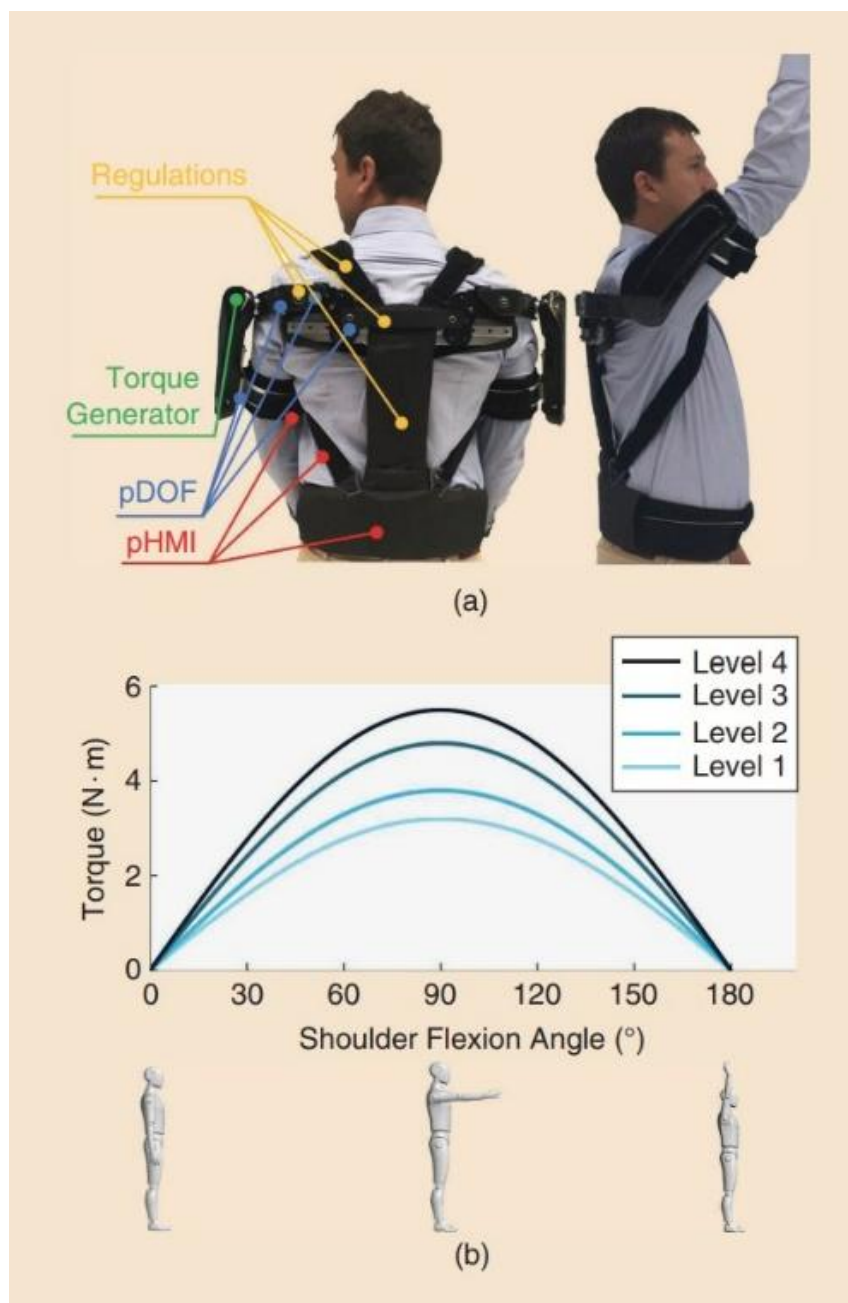 Regulations
Torque
Generator
pDOF
pHMI
(a)
Level 4
Level 3
Level 2
Level 1
6
4
2
0
Torque (N·m)
0 30 60 90 120 150 180
Shoulder Flexion Angle (°)
(b)